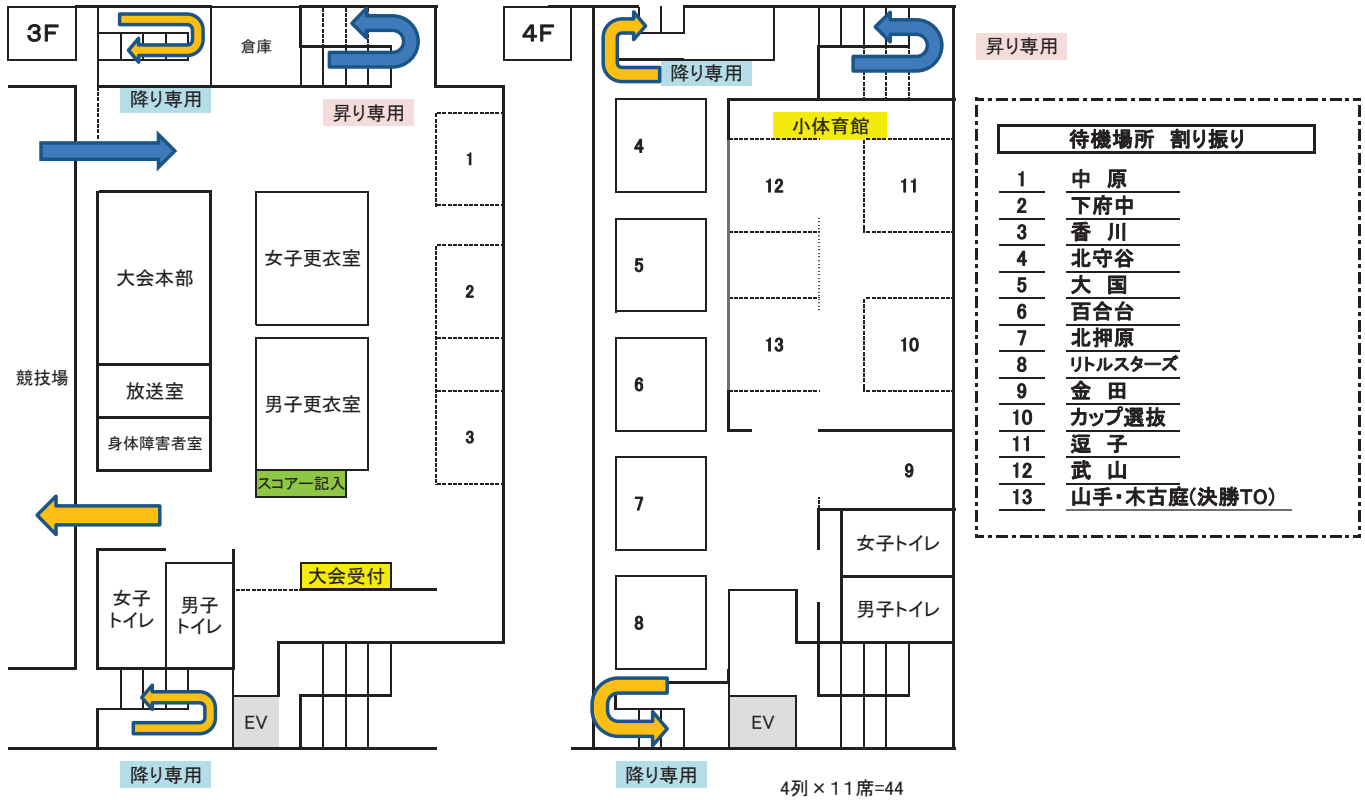 3F
倉庫
降り専用
昇り専用
1
大会本部
女子更衣室
2
競技場
放送室
男子更衣室
身体障害者室
3
スコアー記入
大会受付
女子
トイレ
男子
トイレ
EV
降り専用
4F
降り専用
昇り専用
小体育館
4
12
11
5
13
10
6
9
7
女子トイレ
8
男子トイレ
EV
降り専用
4列×11席=44
待機場所 割り振り
1 中 原
2 下府中
3 香 川
4 北守谷
5 大 国
6 百合台
7 北押原
8 リトルスターズ
9 金 田
10 カップ選抜
11 逗 子
12 武 山
13 山手・木古庭(決勝TO)